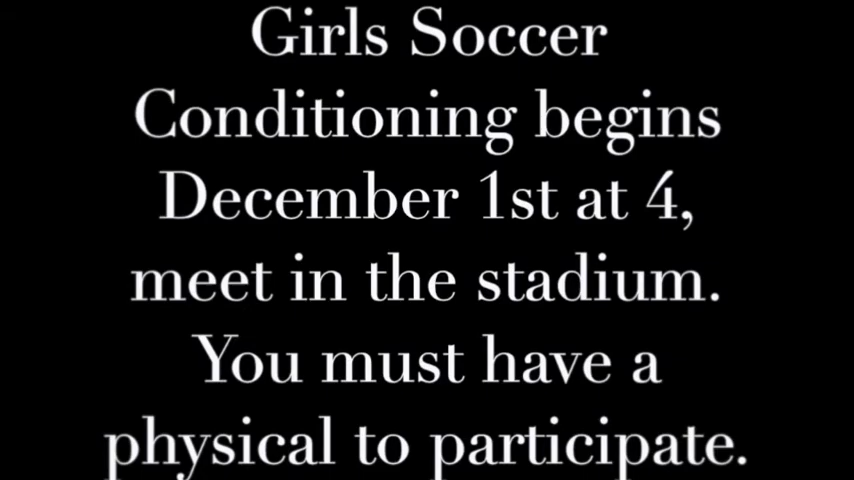 Girls Soccer
Conditioning begins
December 1st at 4,
meet in the stadium.
You must have a
physical to participate.